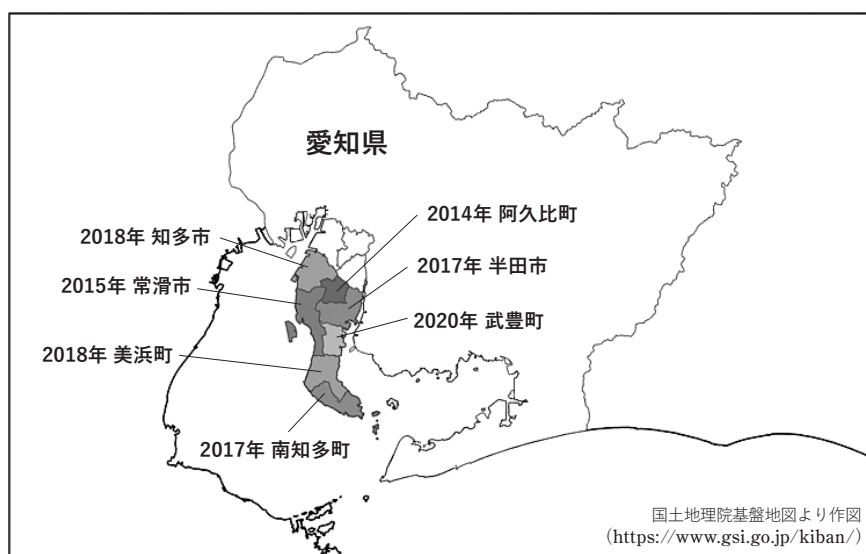 愛知県
2014年 阿久比町
2018年 知多市
2017年 半田市
2015年 常滑市
2020年 武豊町
2018年 美浜町
2017年 南知多町
国土地理院基盤地図より作図
(https://www.gsi.go.jp/kiban/)